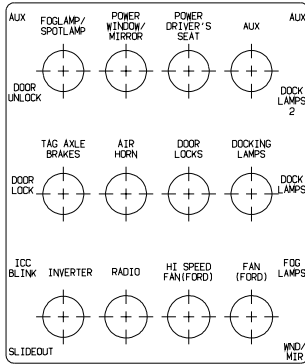 AUX
FOGLAMP/
SPOTLAMP
POWER
WINDOW/
MIRROR
POWER
DRIVER'S
SEAT
AUX
AUX
DOOR
UNLOCK
DOCK
LAMPS
2
TAG AXLE
BRAKES
AIR
HORN
DOOR
LOCKS
DOCKING
LAMPS
DOOR
LOCK
DOCK
LAMPS
ICC
BLINK
INVERTER
RADIO
HI SPEED
FAN(FORD)
FAN
(FORD)
FOG
LAMPS
SLIDEOUT
WND/
MIR